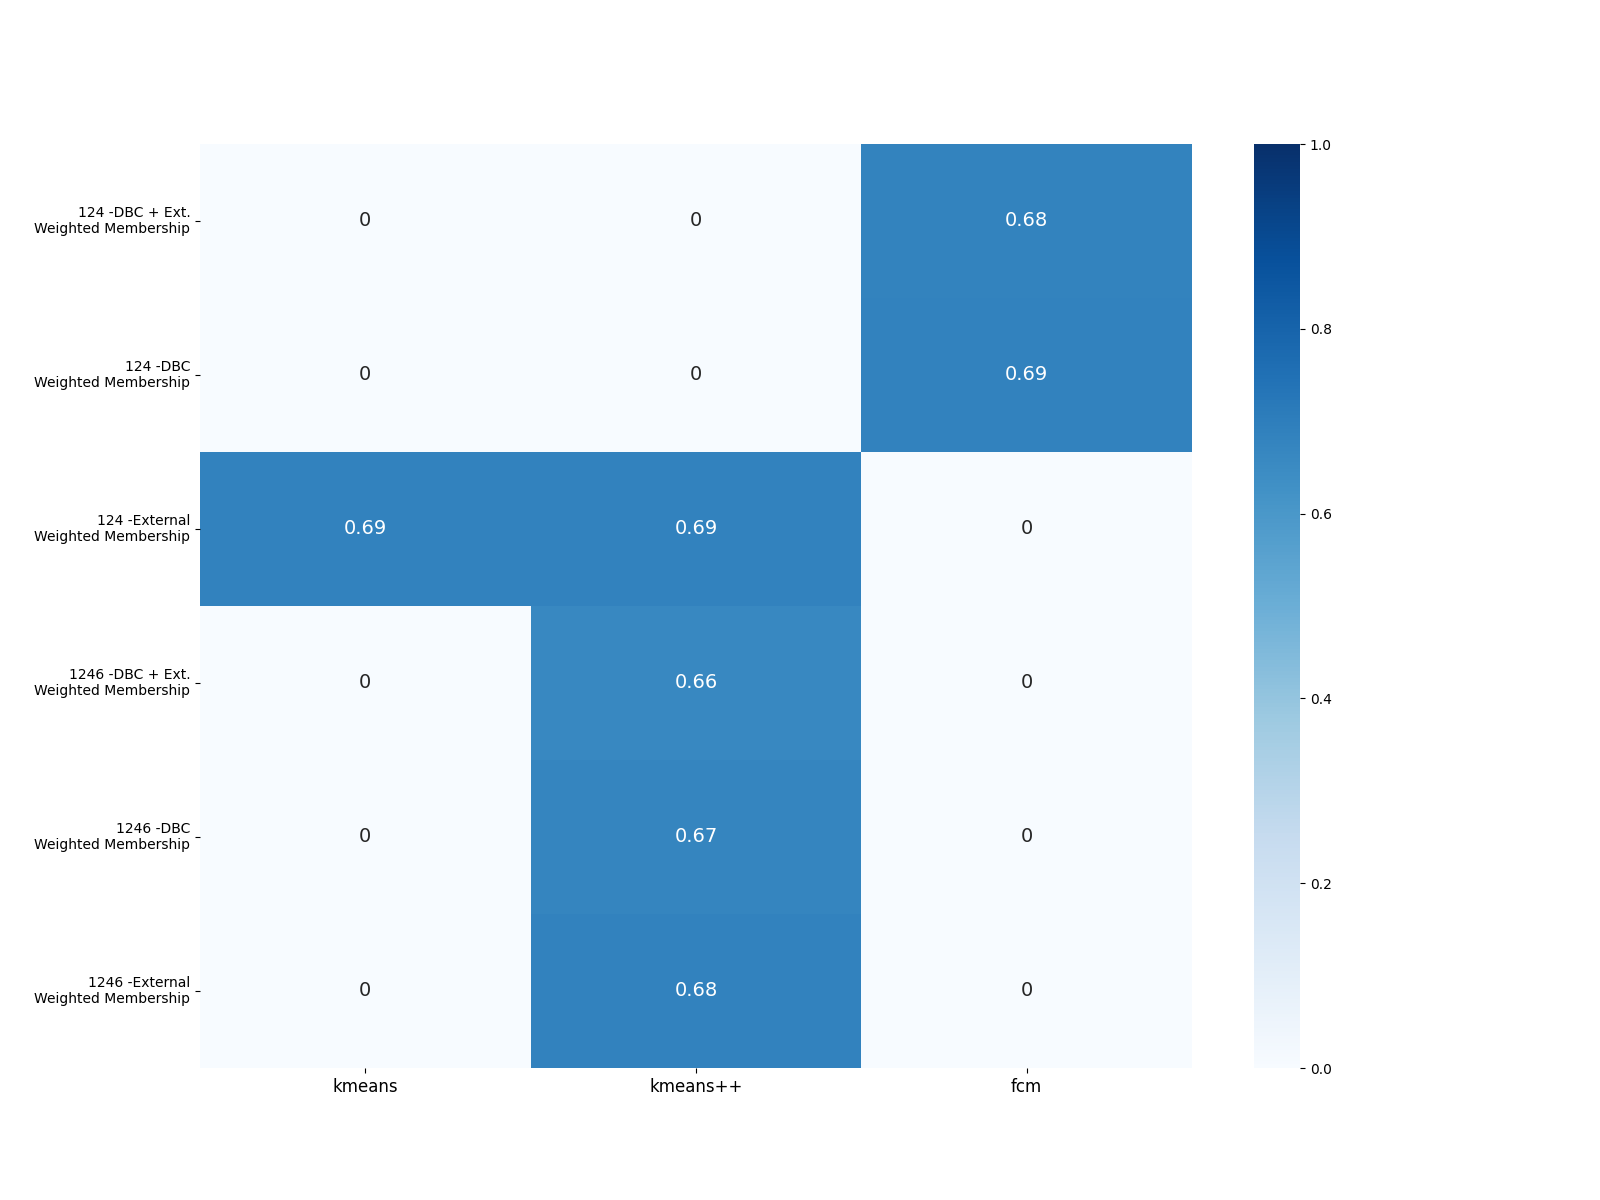 124 -DBC + Ext.
Weighted Membership
0
0
0.68
124 -DBC
Weighted Membership
0
0
0.69
124 -External
Weighted Membership
0.69
0.69
0
1246 -DBC + Ext.
Weighted Membership
0
0.66
0
1246 -DBC
Weighted Membership
0
0.67
0
1246 -External
Weighted Membership
0
0.68
0
kmeans
kmeans++
fcm
1.0
0.8
0.6
0.4
0.2
0.0